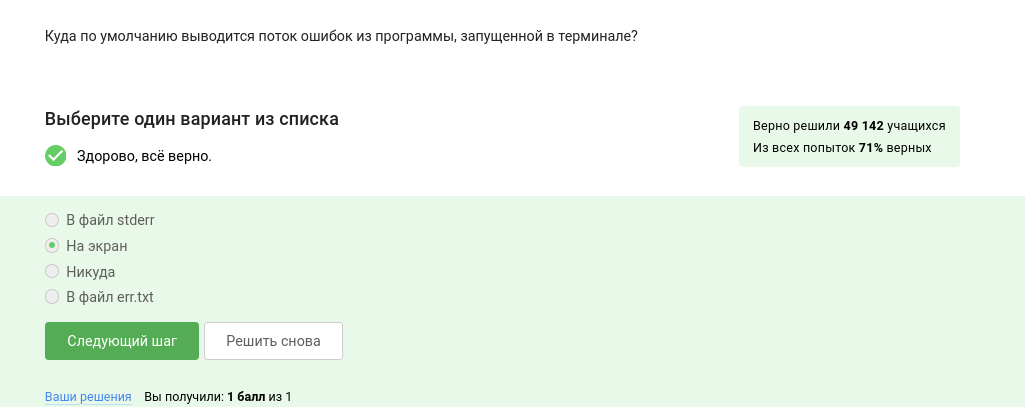 Куда по умолчанию выводится поток ошибок из программы, запущенной в терминале?
Выберите один вариант из списка
Здорово, всё верно.
Верно решили 49 142 учащихся
Из всех попыток 71% верных
В файл stderr
На экран
Никуда
В файл err.txt
Следующий шаг
Решить снова
Ваши решения Вы получили: 1 балл из 1